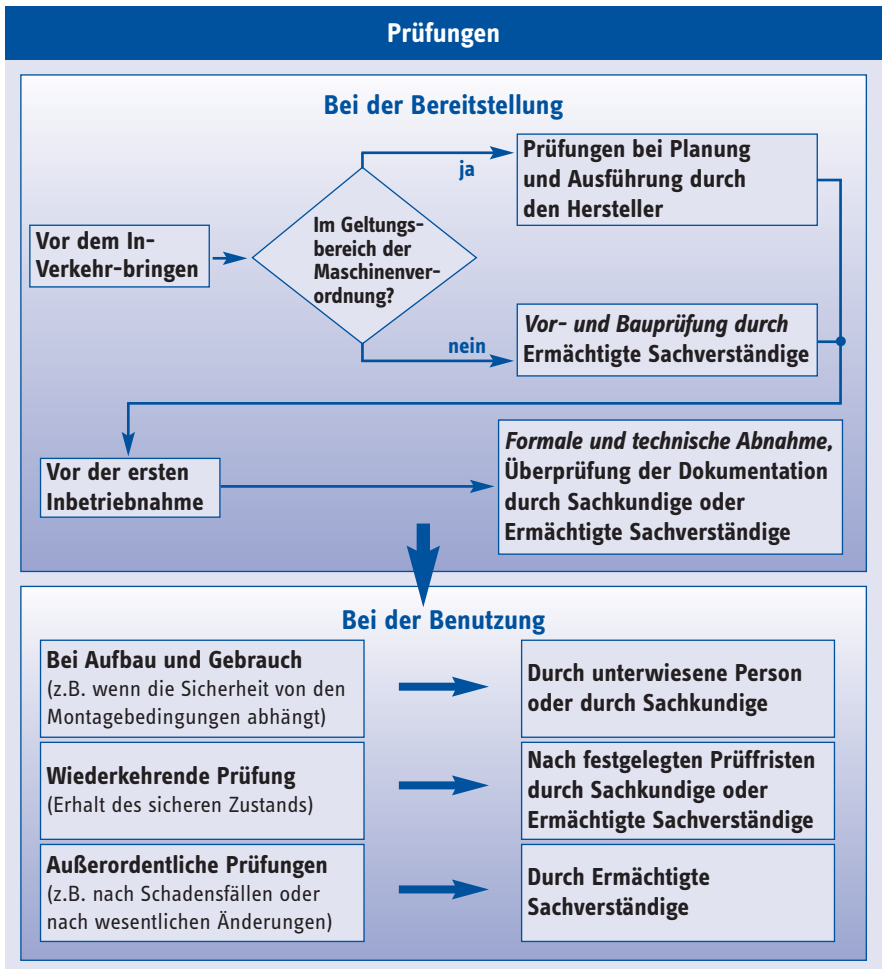 Prüfungen
Bei der Bereitstellung
Vor dem In-
Verkehr-bringen
Im Geltungs-
bereich der
Maschinenver-
ordnung?
ja
Prüfungen bei Planung
und Ausführung durch
den Hersteller
nein
Vor- und Bauprüfung durch
Ermächtigte Sachverständige
Vor der ersten
Inbetriebnahme
Formale und technische Abnahme,
Überprüfung der Dokumentation
durch Sachkundige oder
Ermächtigte Sachverständige
Bei der Benutzung
Bei Aufbau und Gebrauch
(z.B. wenn die Sicherheit von den
Montagebedingungen abhängt)
Durch unterwiesene Person
oder durch Sachkundige
Wiederkehrende Prüfung
(Erhalt des sicheren Zustands)
Nach festgelegten Prüffristen
durch Sachkundige oder
Ermächtigte Sachverständige
Außerordentliche Prüfungen
(z.B. nach Schadensfällen oder
nach wesentlichen Änderungen)
Durch Ermächtigte
Sachverständige